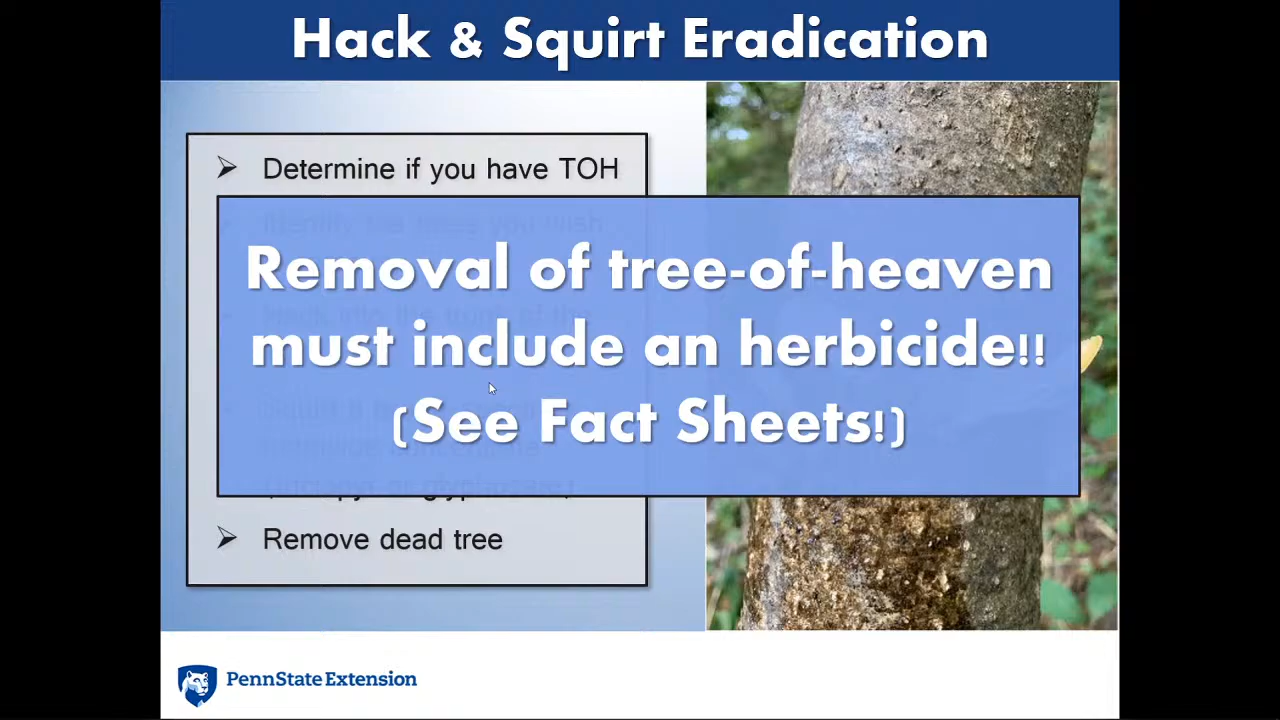 Hack & Squirt Eradication
➢ Determine if you have TOH
Removal of tree-of-heaven
must include an herbicide!!
(See Fact Sheets!)
➢ Remove dead tree
PennState Extension